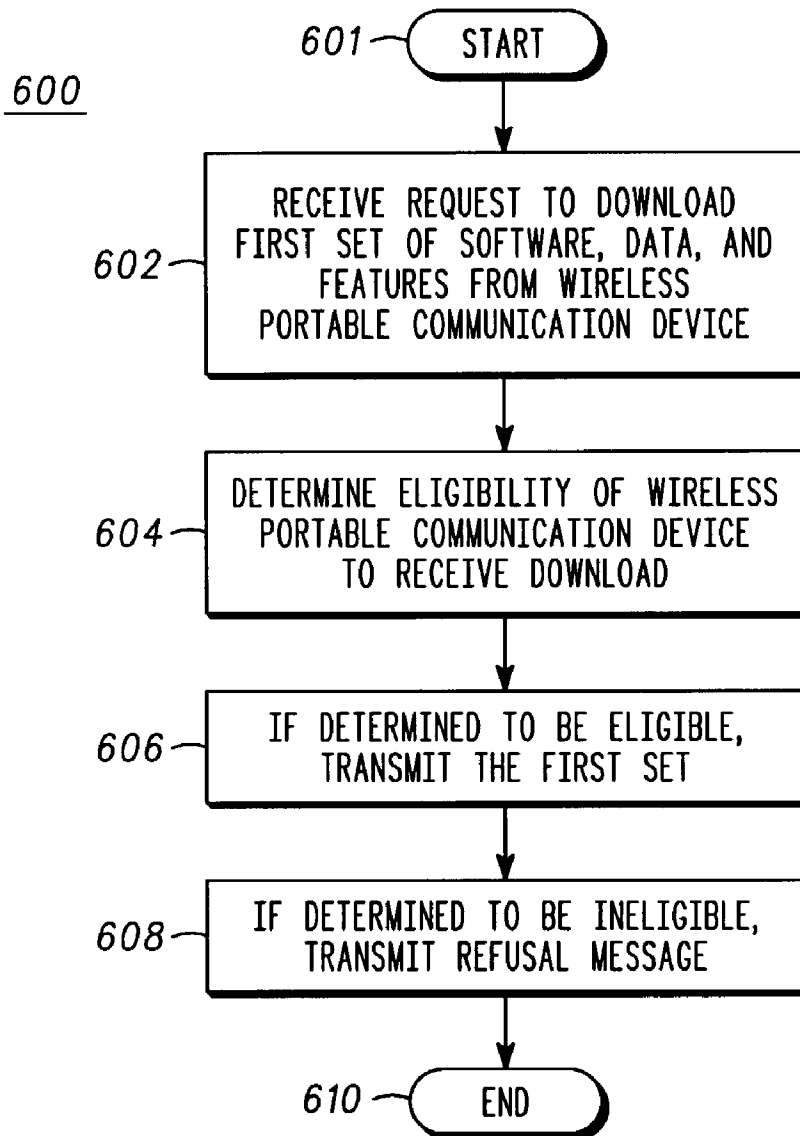 601
START
600
602
RECEIVE REQUEST TO DOWNLOAD
FIRST SET OF SOFTWARE, DATA, AND
FEATURES FROM WIRELESS
PORTABLE COMMUNICATION DEVICE
604
DETERMINE ELIGIBILITY OF WIRELESS
PORTABLE COMMUNICATION DEVICE
TO RECEIVE DOWNLOAD
606
IF DETERMINED TO BE ELIGIBLE,
TRANSMIT THE FIRST SET
608
IF DETERMINED TO BE INELIGIBLE,
TRANSMIT REFUSAL MESSAGE
610
END